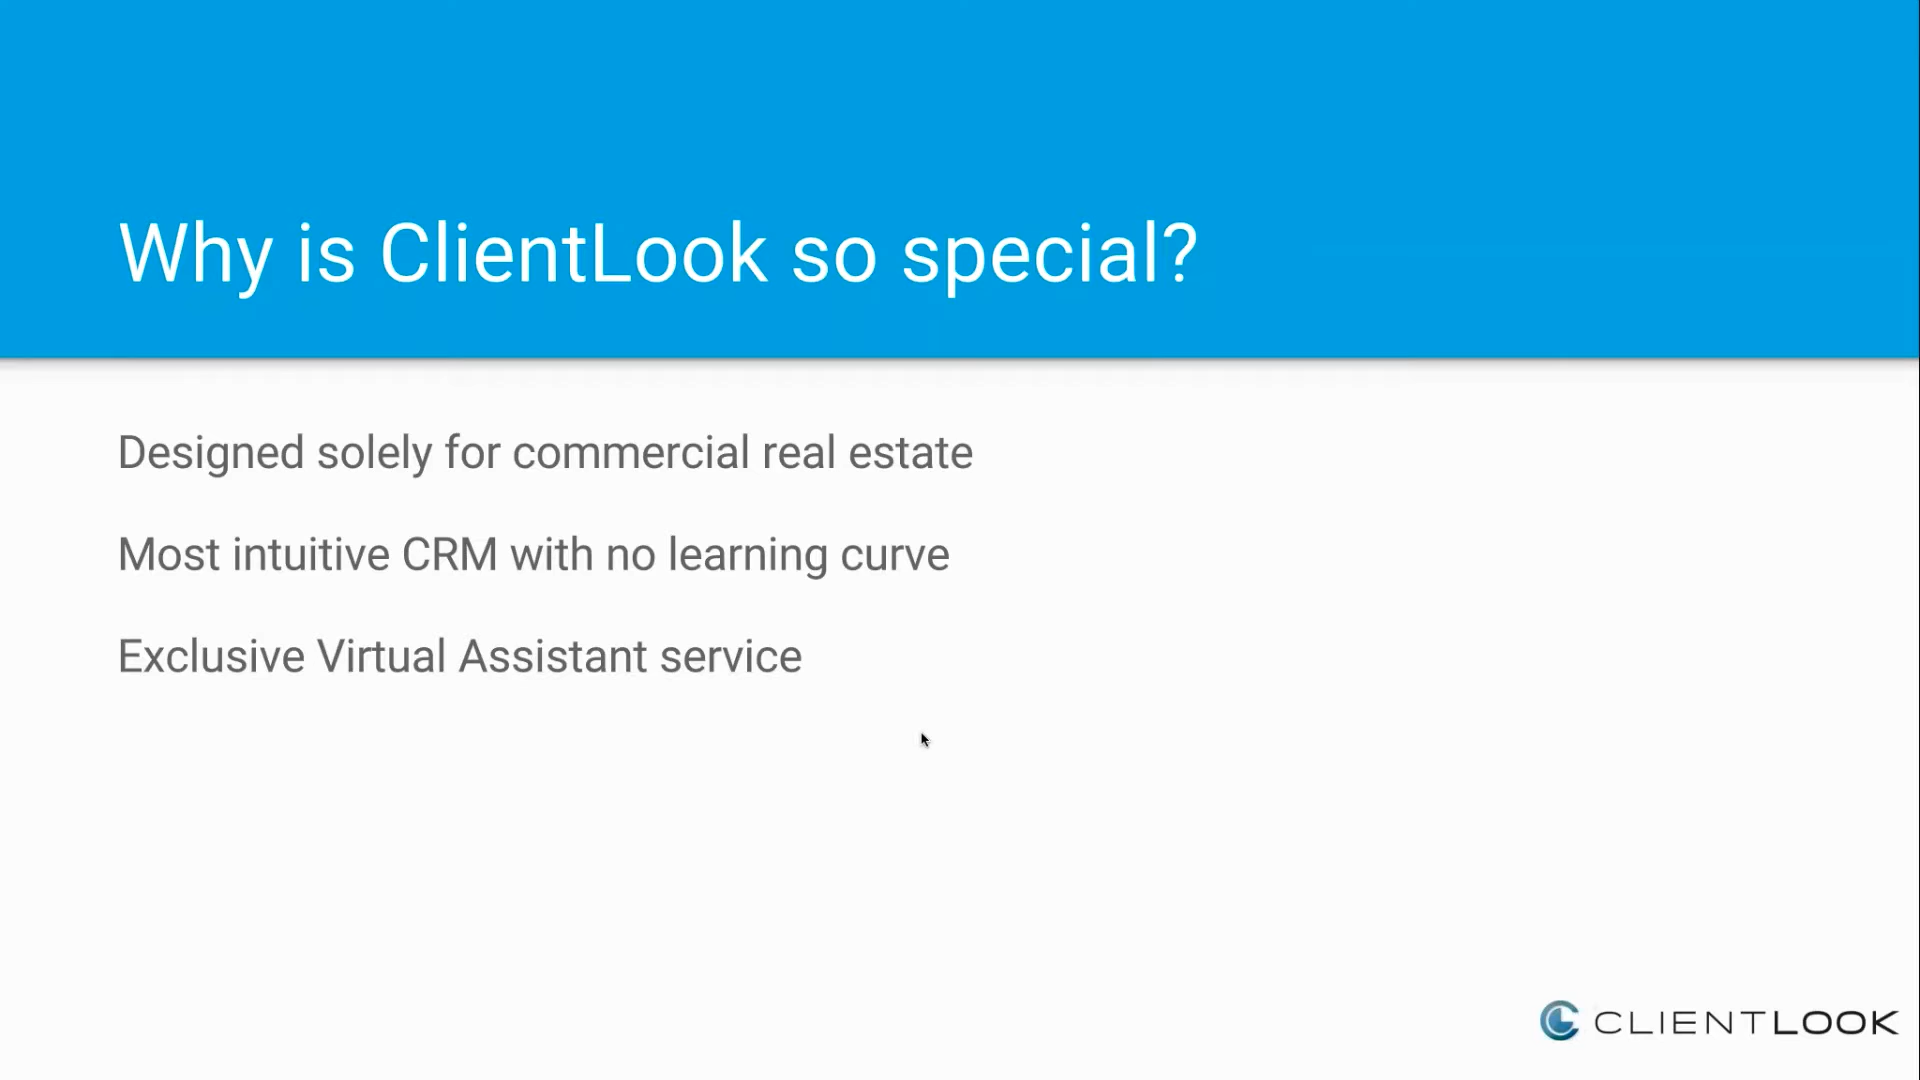 Why is ClientLook so special?
Designed solely for commercial real estate
Most intuitive CRM with no learning curve
Exclusive Virtual Assistant service
CLIENTLOOK